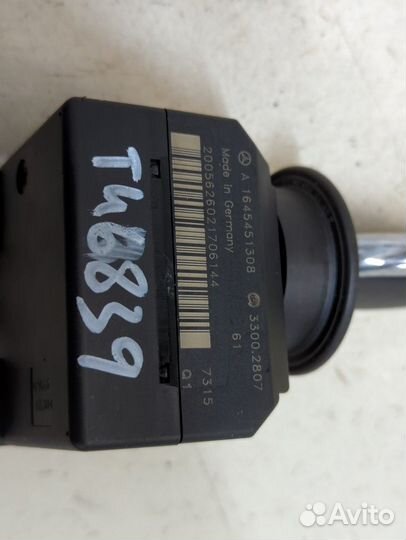 T46839
A 1645451308
3300.2807
Made in Germany
61
2005626021706144
7315
Q1
Avito